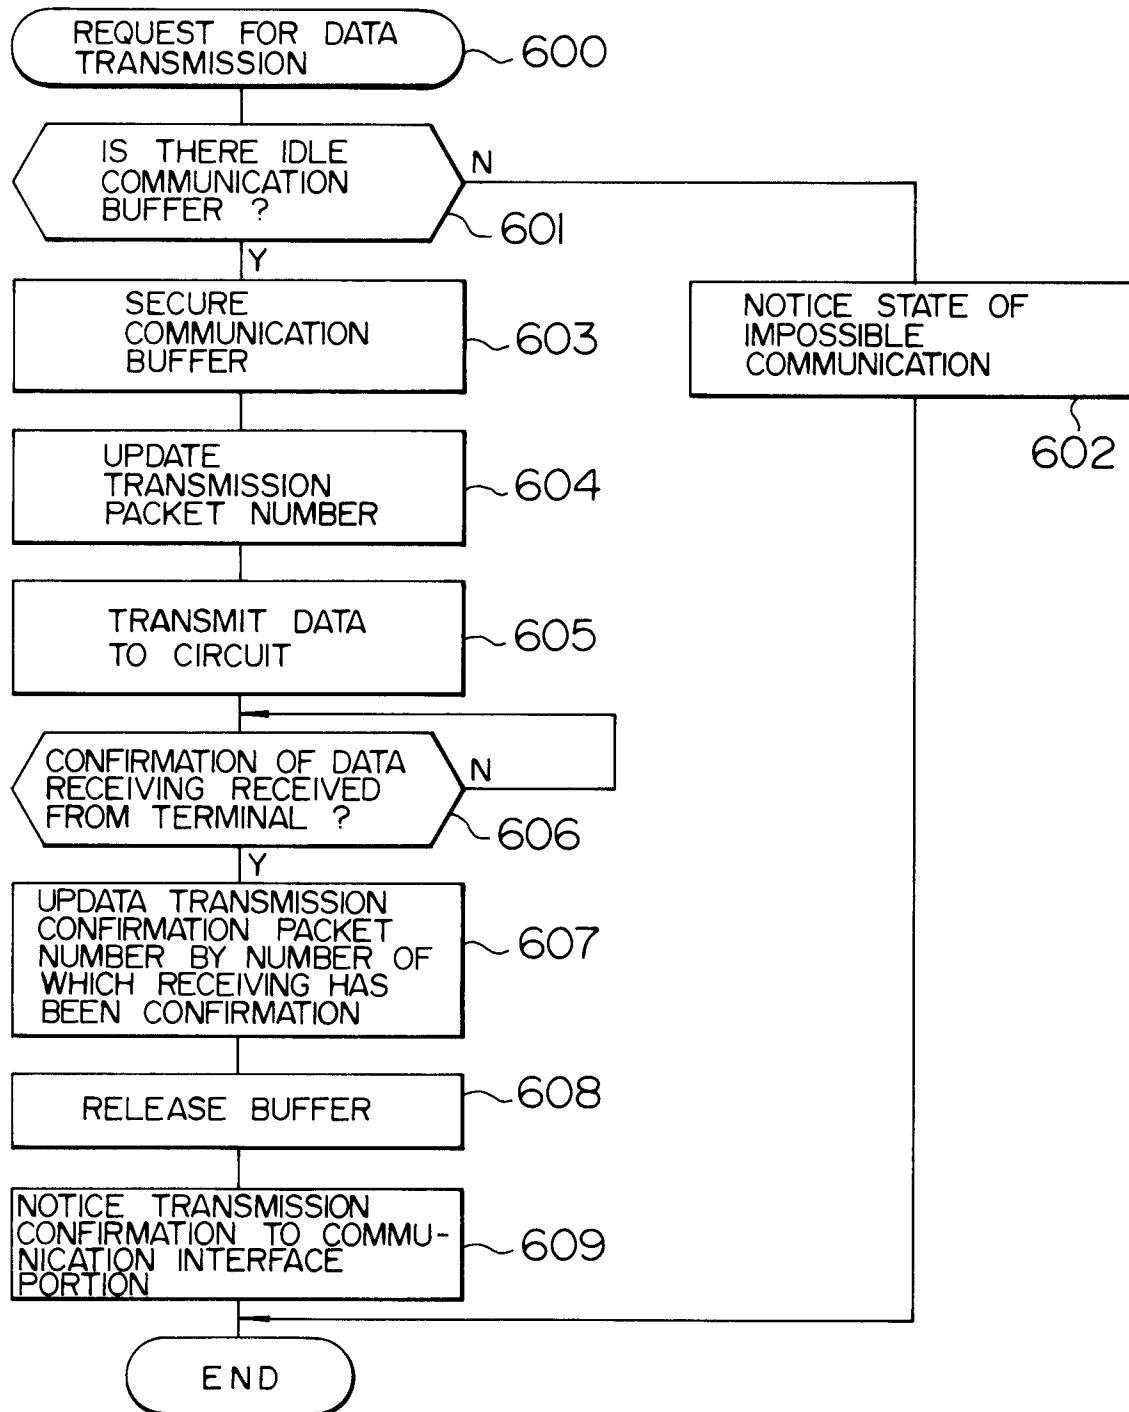 REQUEST FOR DATA
TRANSMISSION
600
IS THERE IDLE
COMMUNICATION
BUFFER ?
N
601
Y
SECURE
COMMUNICATION
BUFFER
603
NOTICE STATE OF
IMPOSSIBLE
COMMUNICATION
602
UPDATE
TRANSMISSION
PACKET NUMBER
604
TRANSMIT DATA
TO CIRCUIT
605
CONFIRMATION OF DATA
RECEIVING RECEIVED
FROM TERMINAL ?
N
606
Y
UPDATA TRANSMISSION
CONFIRMATION PACKET
NUMBER BY NUMBER OF
WHICH RECEIVING HAS
BEEN CONFIRMATION
607
RELEASE BUFFER
608
NOTICE TRANSMISSION
CONFIRMATION TO COMMU-
NICATION INTERFACE
PORTION
609
END